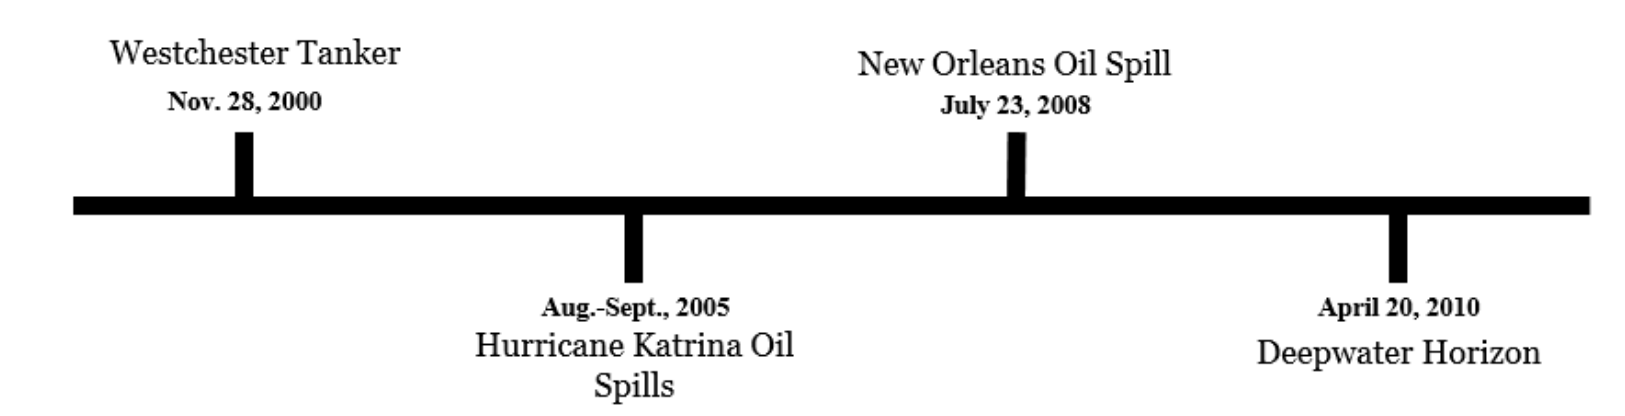 Westchester Tanker
Nov. 28, 2000
Aug.-Sept., 2005
Hurricane Katrina Oil
Spills
New Orleans Oil Spill
July 23, 2008
April 20, 2010
Deepwater Horizon